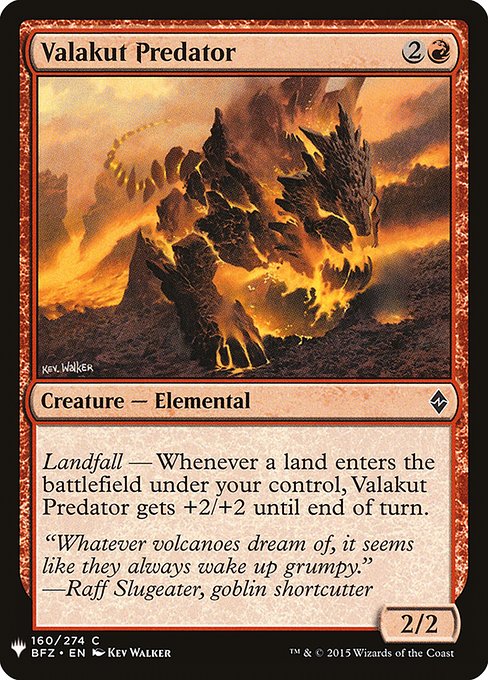 Valakut Predator 2
KEV. WALKER
Creature — Elemental
Landfall — Whenever a land enters the
battlefield under your control, Valakut
Predator gets +2/+2 until end of turn.
“Whatever volcanoes dream of, it seems
like they always wake up grumpy.”
—Raff Slugeater, goblin shortcutter
2/2
160/274 C
BFZ • EN Kev Walker
™ & © 2015 Wizards of the Coast